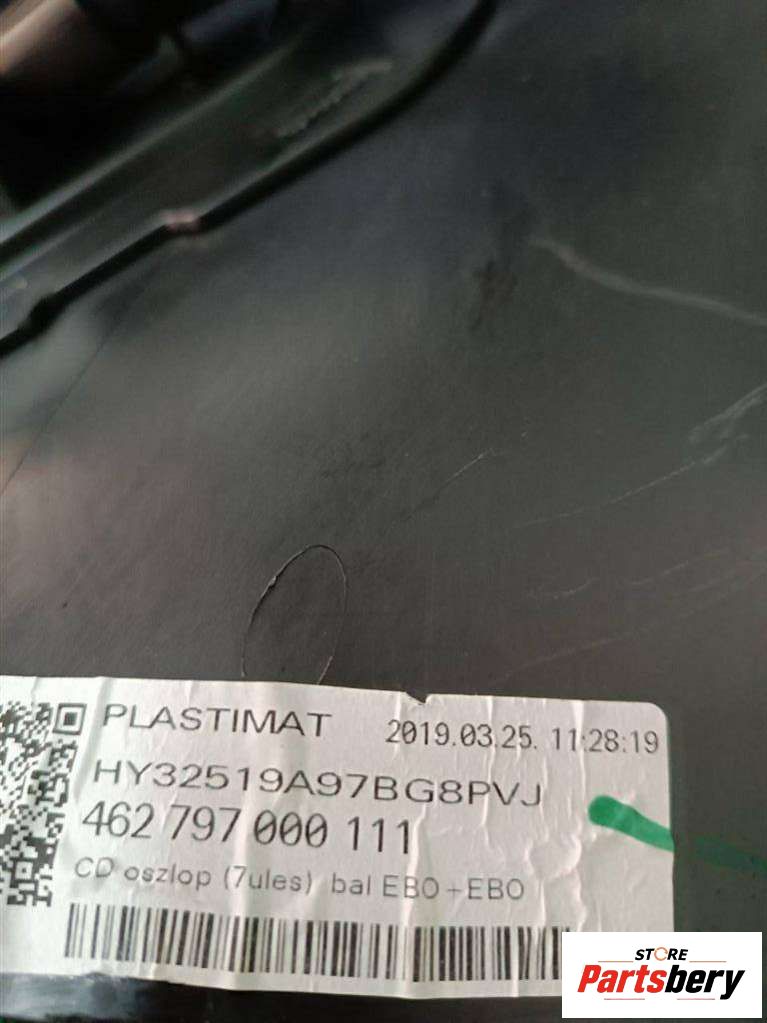 PLASTIMAT 2019.03.25. 11:28:19
HY32519A97BG8PVJ
462 797 000 111
CD oszlop (7ules) bal EBO+EBO
STORE
Partsbery